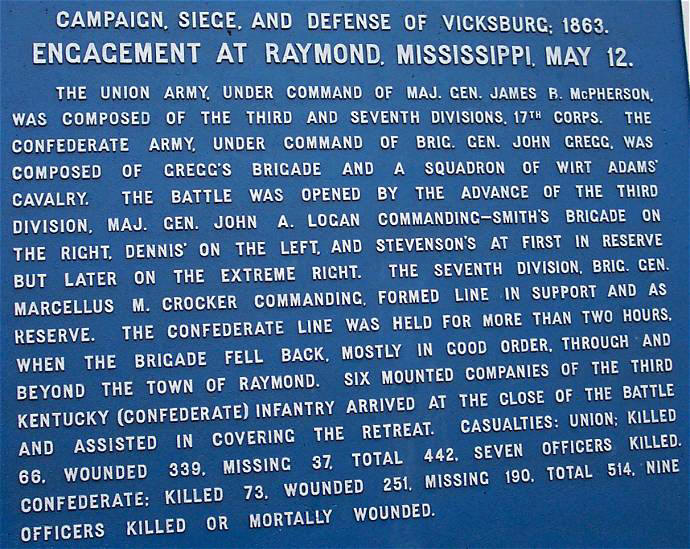 CAMPAIGN, SIEGE, AND DEFENSE OF VICKSBURG; 1863.
ENGAGEMENT AT RAYMOND, MISSISSIPPI, MAY 12.
THE UNION ARMY, UNDER COMMAND OF MAJ. GEN. JAMES B. McPHERSON,
WAS COMPOSED OF THE THIRD AND SEVENTH DIVISIONS, 17TH CORPS. THE
CONFEDERATE ARMY, UNDER COMMAND OF BRIG. GEN. JOHN GREGG, WAS
COMPOSED OF GREGG'S BRIGADE AND A SQUADRON OF WIRT ADAMS'
CAVALRY. THE BATTLE WAS OPENED BY THE ADVANCE OF THE THIRD
DIVISION, MAJ. GEN. JOHN A. LOGAN COMMANDING—SMITH'S BRIGADE ON
THE RIGHT, DENNIS' ON THE LEFT, AND STEVENSON'S AT FIRST IN RESERVE
BUT LATER ON THE EXTREME RIGHT. THE SEVENTH DIVISION, BRIG. GEN.
MARCELLUS M. CROCKER COMMANDING, FORMED LINE IN SUPPORT AND AS
RESERVE. THE CONFEDERATE LINE WAS HELD FOR MORE THAN TWO HOURS,
WHEN THE BRIGADE FELL BACK, MOSTLY IN GOOD ORDER, THROUGH AND
BEYOND THE TOWN OF RAYMOND. SIX MOUNTED COMPANIES OF THE THIRD
KENTUCKY (CONFEDERATE) INFANTRY ARRIVED AT THE CLOSE OF THE BATTLE
AND ASSISTED IN COVERING THE RETREAT. CASUALTIES: UNION; KILLED
66, WOUNDED 339, MISSING 37, TOTAL 442, SEVEN OFFICERS KILLED.
CONFEDERATE; KILLED 73, WOUNDED 251, MISSING 190, TOTAL 514, NINE
OFFICERS KILLED OR MORTALLY WOUNDED.